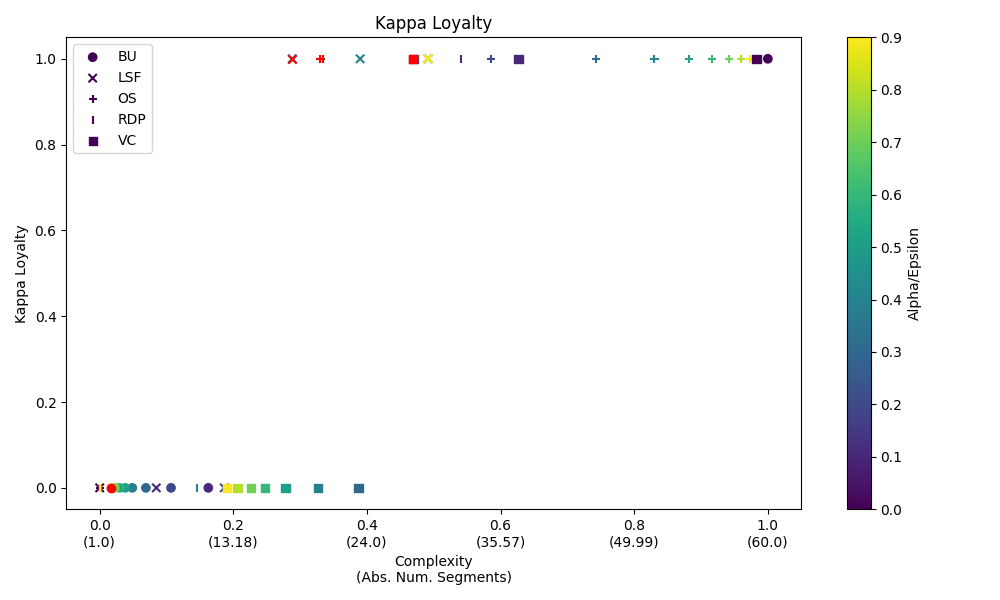 Kappa Loyalty
BU
LSF
OS
RDP
VC
Kappa Loyalty
1.0
0.8
0.6
0.4
0.2
0.0
0.0 0.2 0.4 0.6 0.8 1.0
(1.0) (13.18) (24.0) (35.57) (49.99) (60.0)
Complexity
(Abs. Num. Segments)
0.9
0.8
0.7
0.6
0.5
0.4
0.3
0.2
0.1
0.0
Alpha/Epsilon